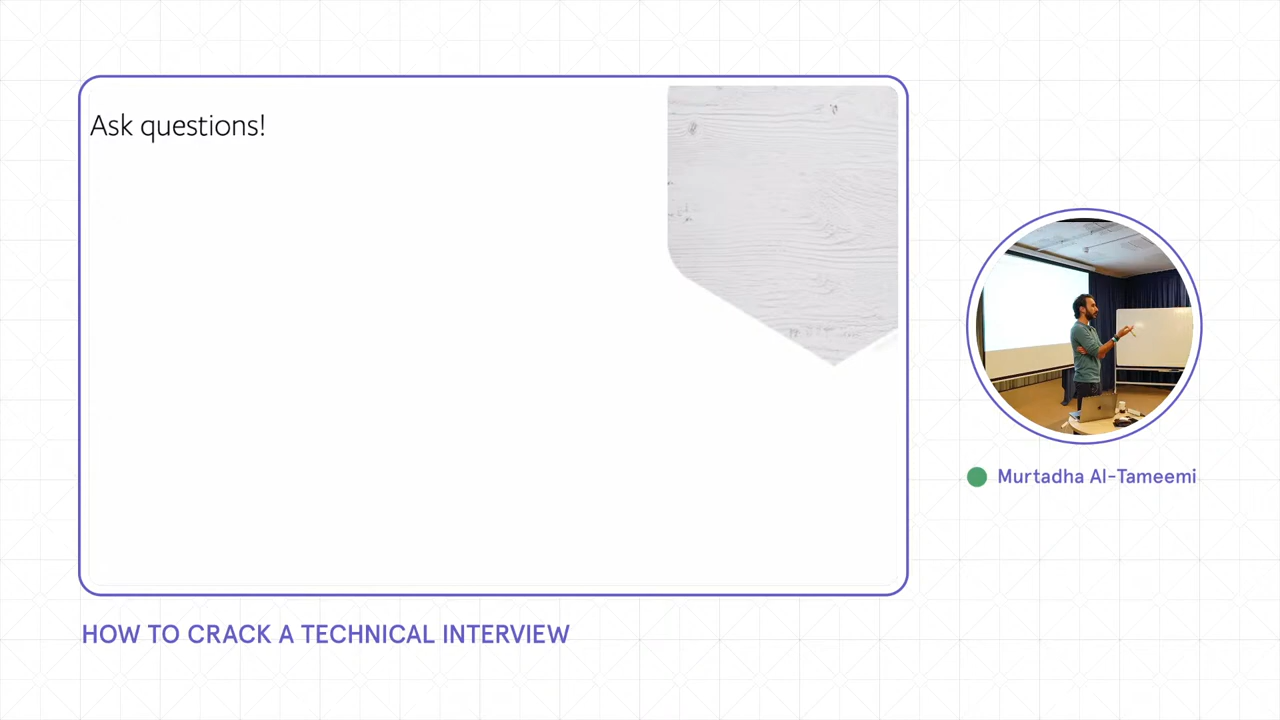 Ask questions!
Murtadha Al-Tameemi
HOW TO CRACK A TECHNICAL INTERVIEW